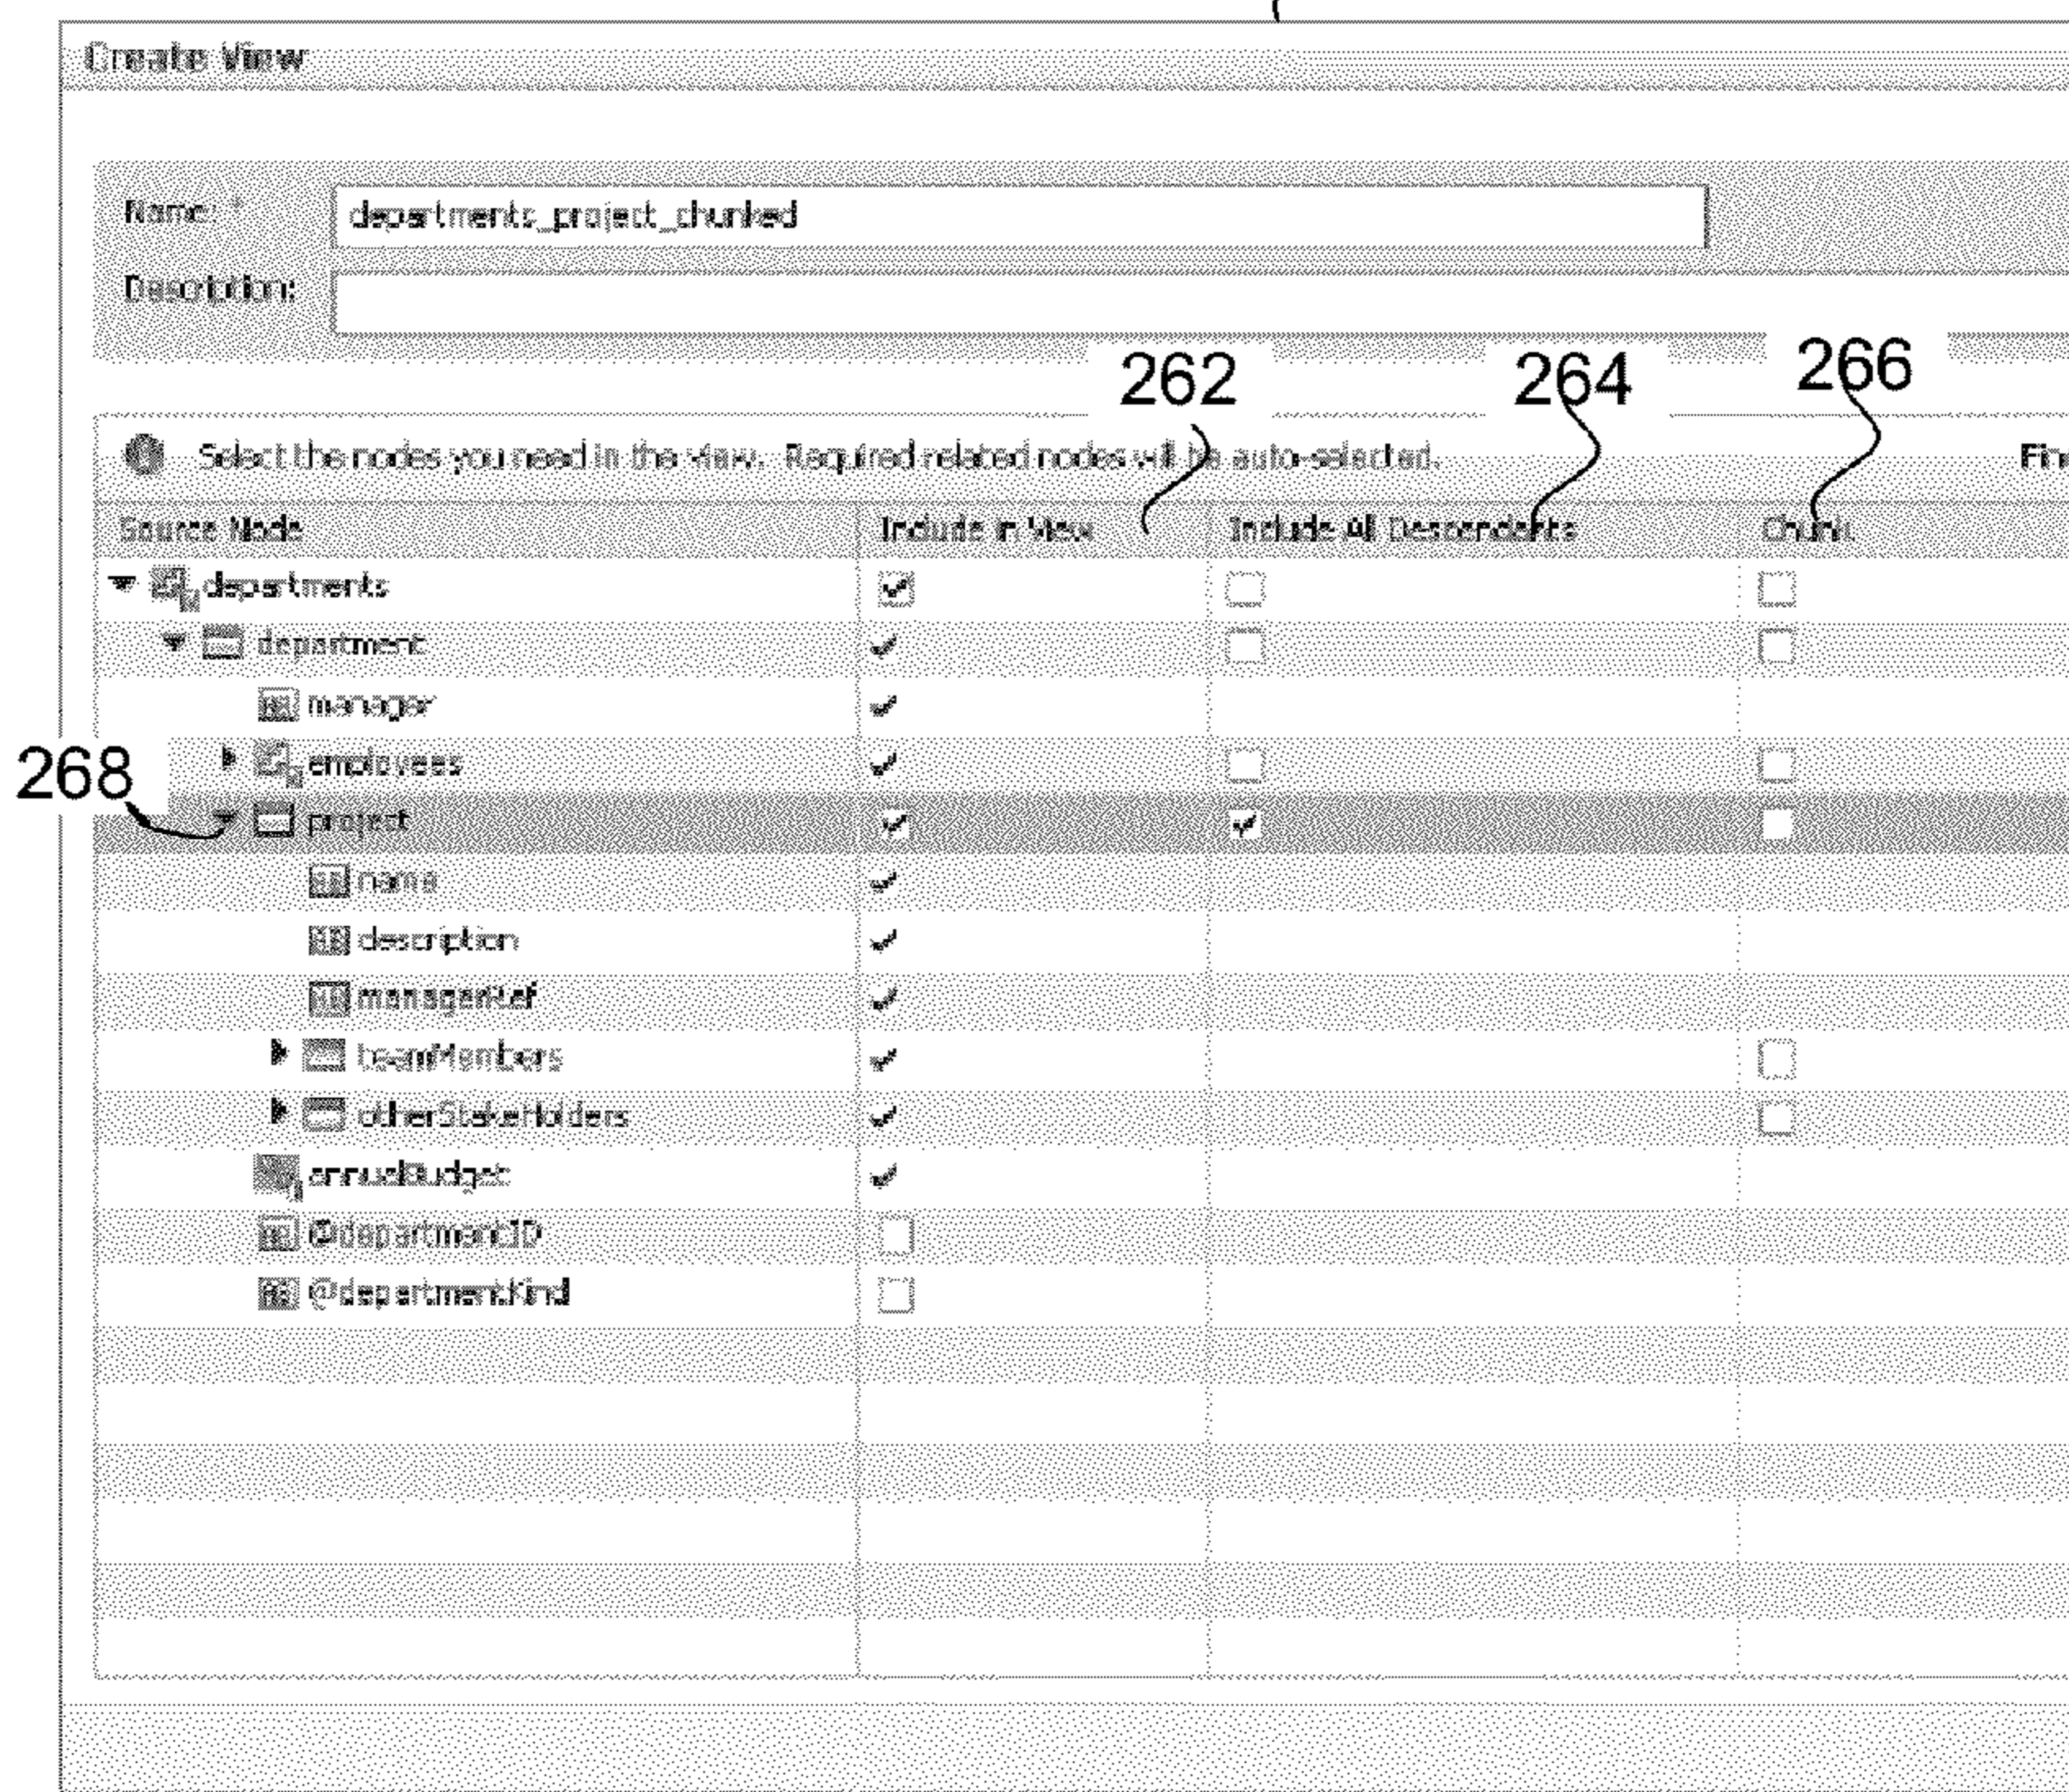 Create View
Name: *
departments_project_chunked
Description:
262 264 266
Select the nodes you need in the view. Required related nodes will be auto-selected.
Source Node Include in View Include All Descendants Chunk
departments
department
manager
268
employees
project
name
description
managerRef
teamMembers
otherStakeHolders
annualBudget
@departmentID
@departmentKind